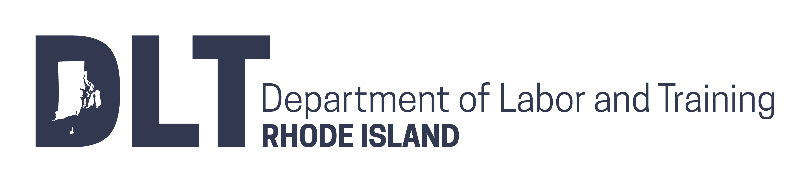 DLT
Department of Labor and Training
RHODE ISLAND